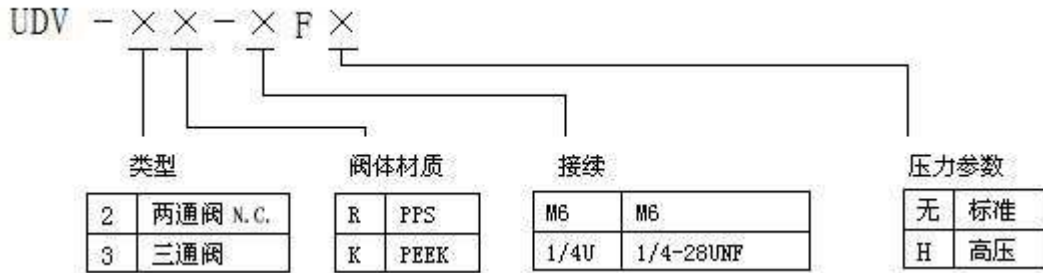 UDV - × × - × F ×
类型 阀体材质 接续 压力参数
2 两通阀 N.C. R PPS M6 M6 无 标准
3 三通阀 K PEEK 1/4U 1/4-28UNF H 高压